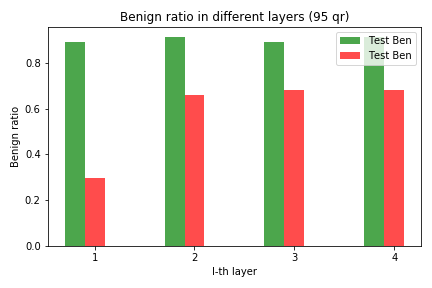 Benign ratio in different layers (95 qr)
Test Ben
Test Ben
Benign ratio
0.8
0.6
0.4
0.2
0.0
1 2 3 4
l-th layer